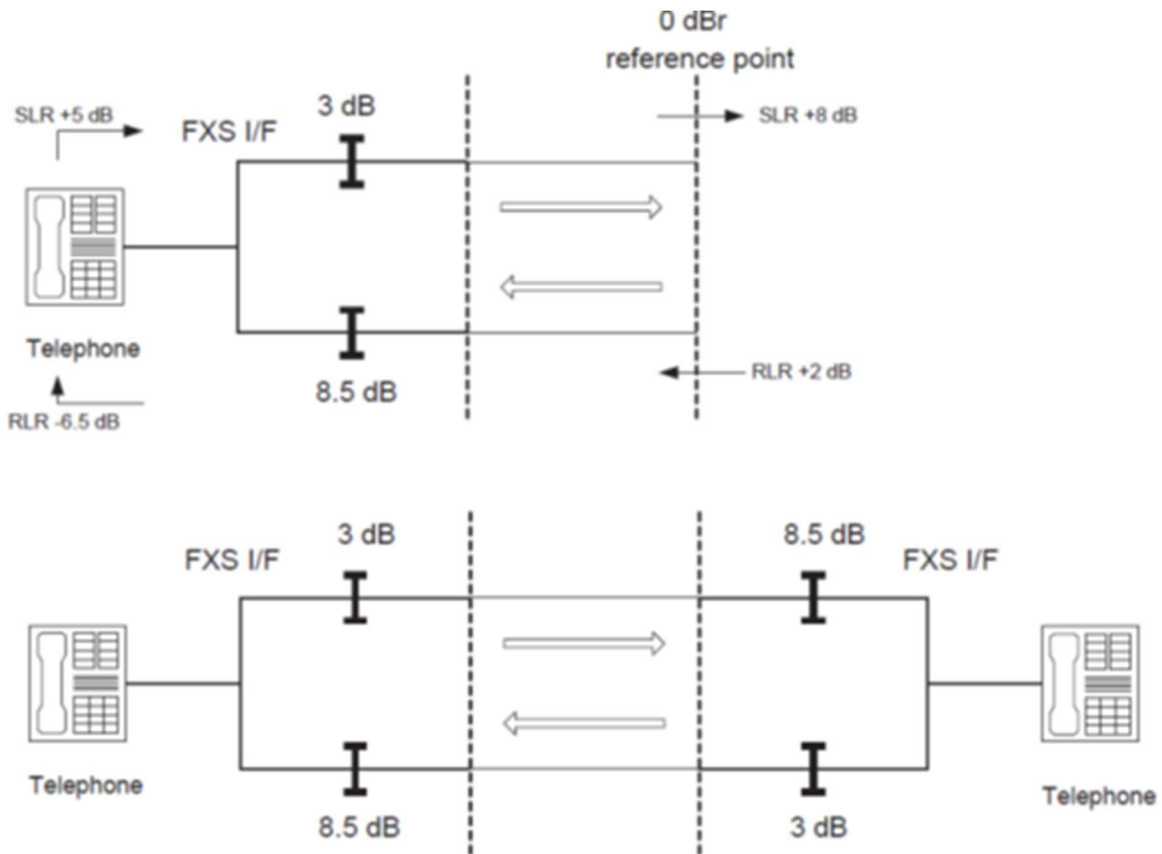 0 dBr
reference point
SLR +5 dB
3 dB
SLR +8 dB
FXS I/F
Telephone
8.5 dB
RLR +2 dB
RLR -6.5 dB
3 dB
8.5 dB
FXS I/F
FXS I/F
Telephone
Telephone
8.5 dB
3 dB